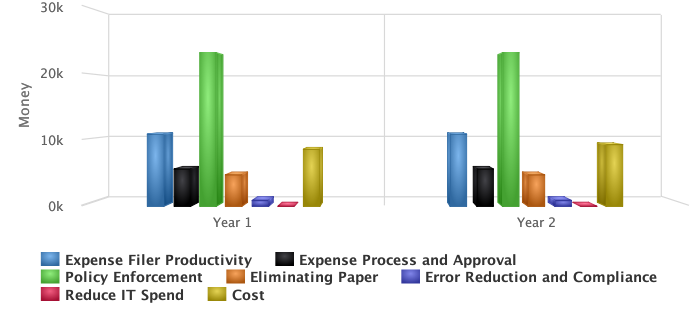 30k
20k
10k
0k
Money
Year 1 Year 2
Expense Filer Productivity Expense Process and Approval
Policy Enforcement Eliminating Paper Error Reduction and Compliance
Reduce IT Spend Cost